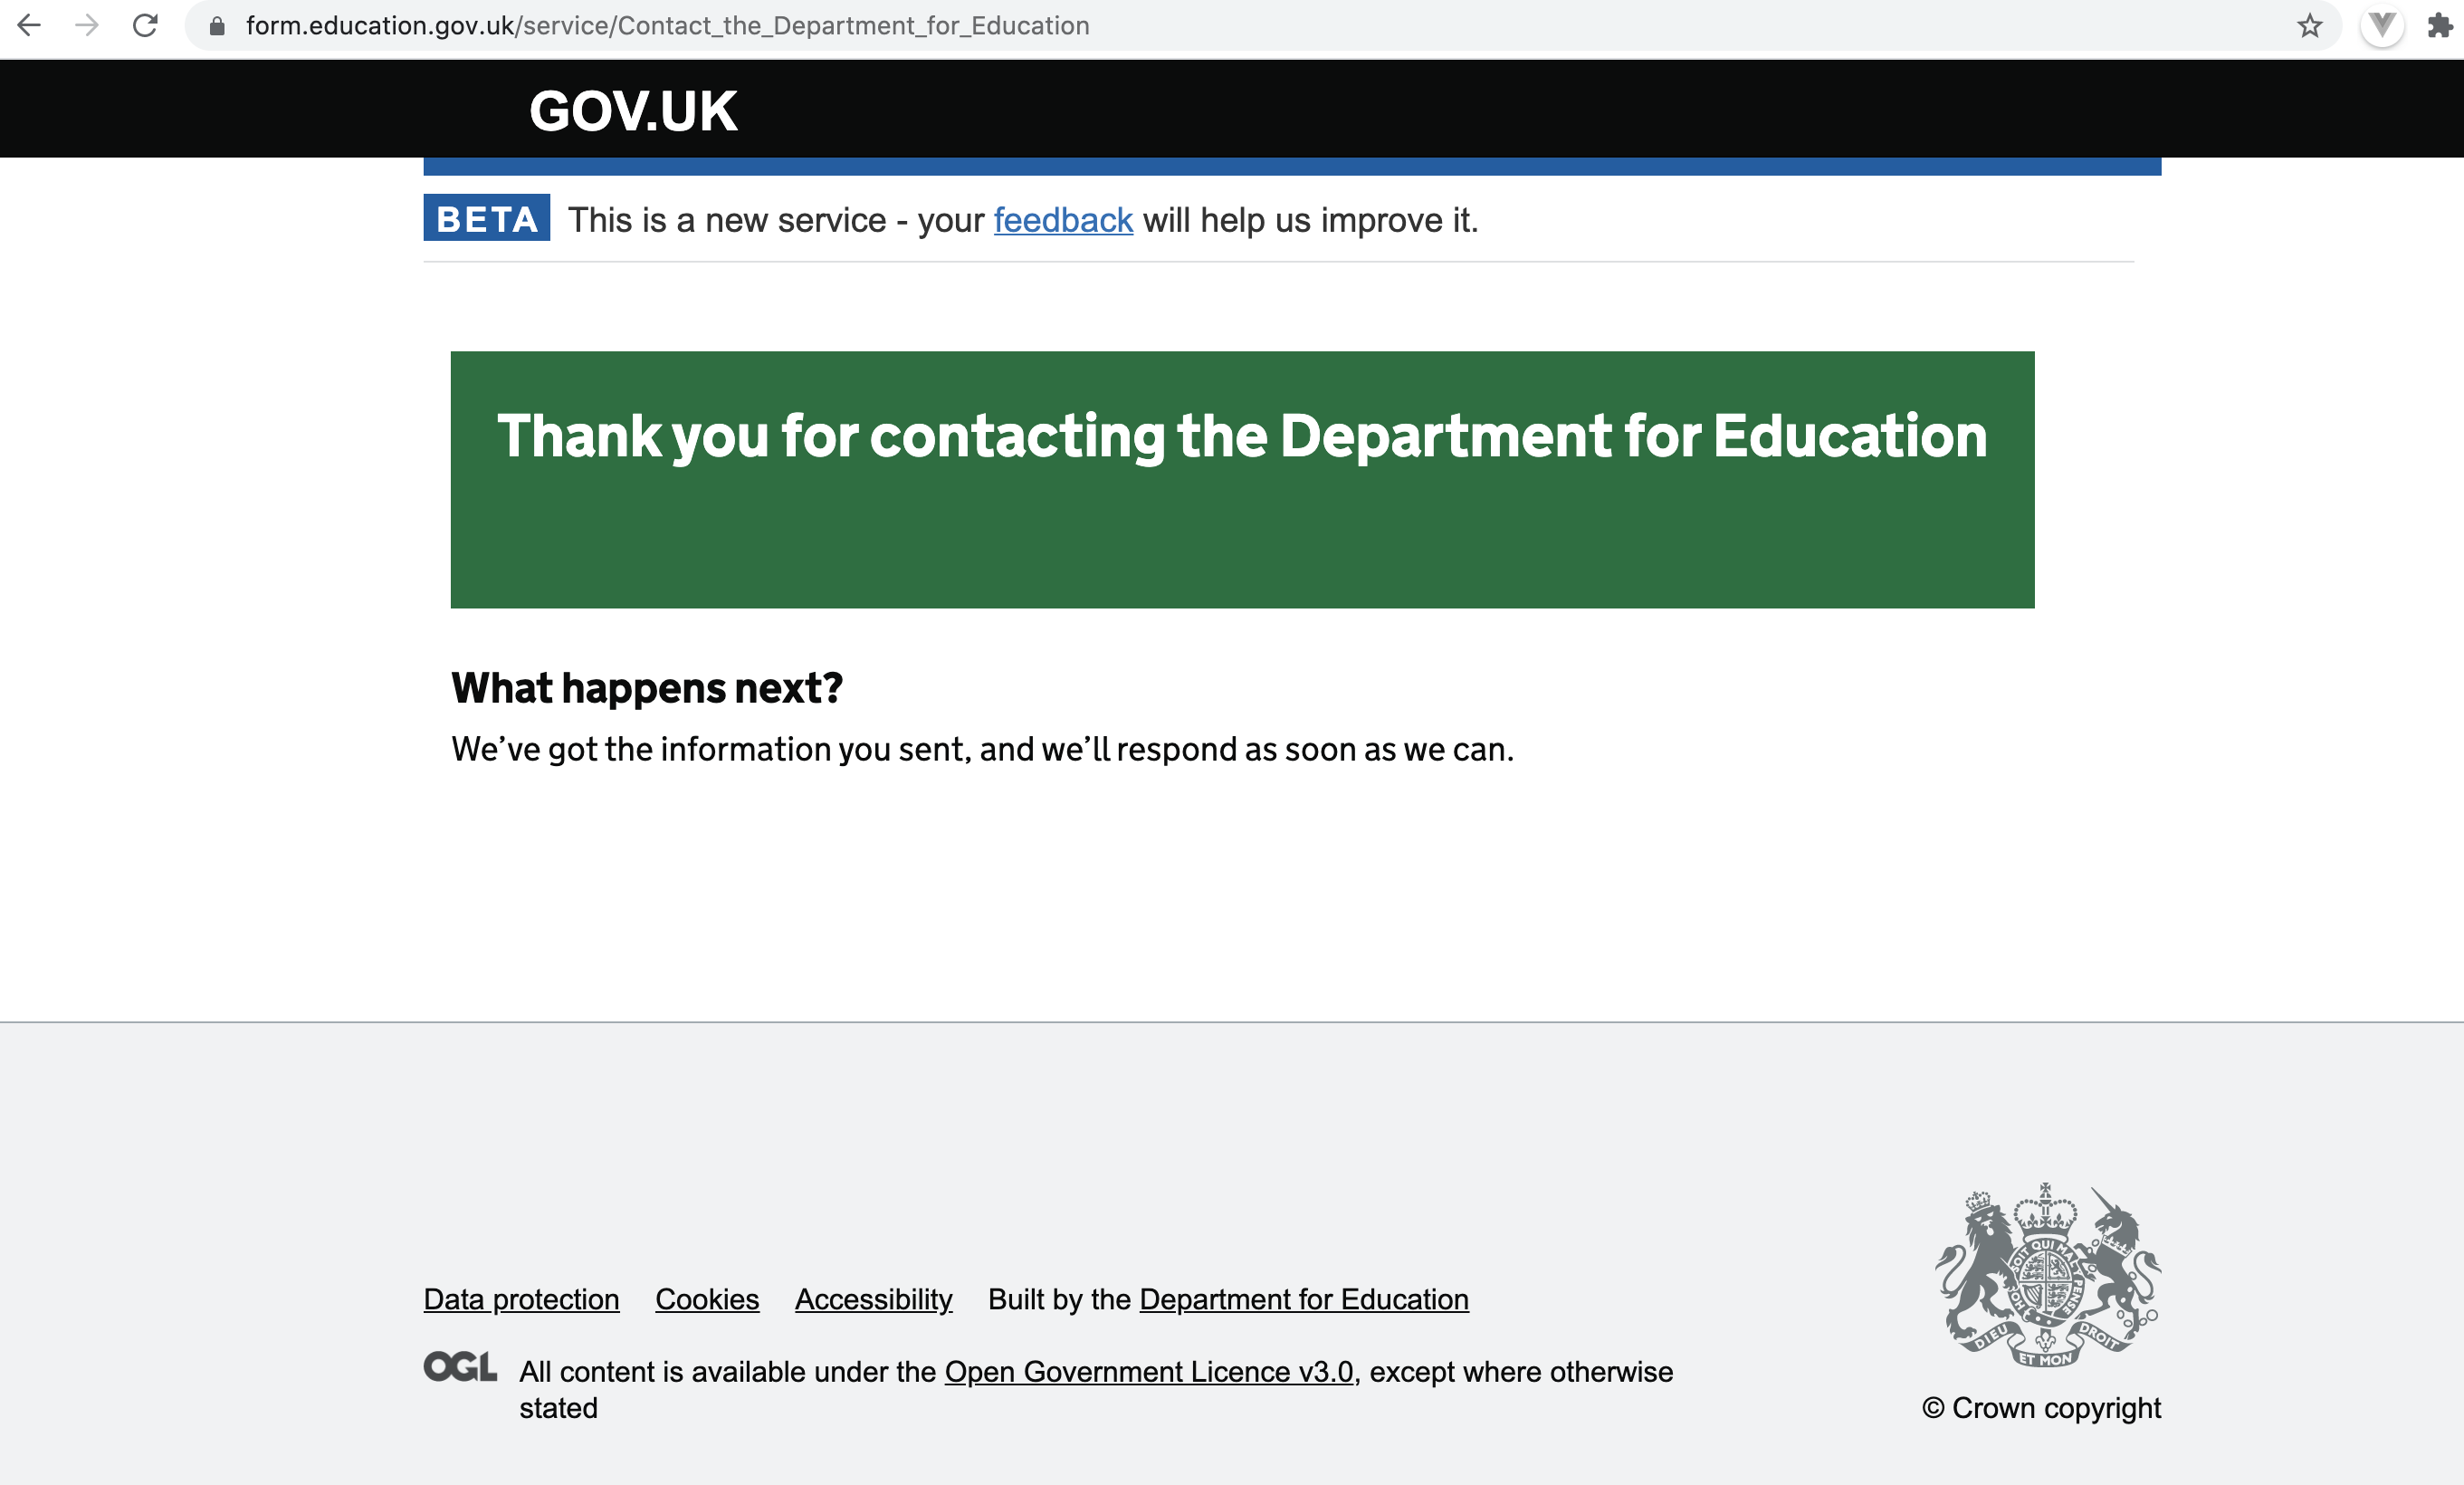 form.education.gov.uk/service/Contact_the_Department_for_Education
GOV.UK
BETA This is a new service - your feedback will help us improve it.
Thank you for contacting the Department for Education
What happens next?
We’ve got the information you sent, and we’ll respond as soon as we can.
Data protection Cookies Accessibility Built by the Department for Education
OGL All content is available under the Open Government Licence v3.0, except where otherwise
stated
DIEU ET MON DROIT
© Crown copyright